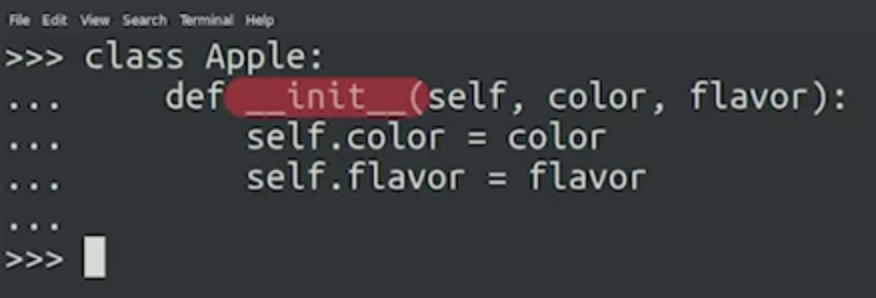 File Edit View Search Terminal Help
>>> class Apple:
...     def __init__(self, color, flavor):
...         self.color = color
...         self.flavor = flavor
...
>>>